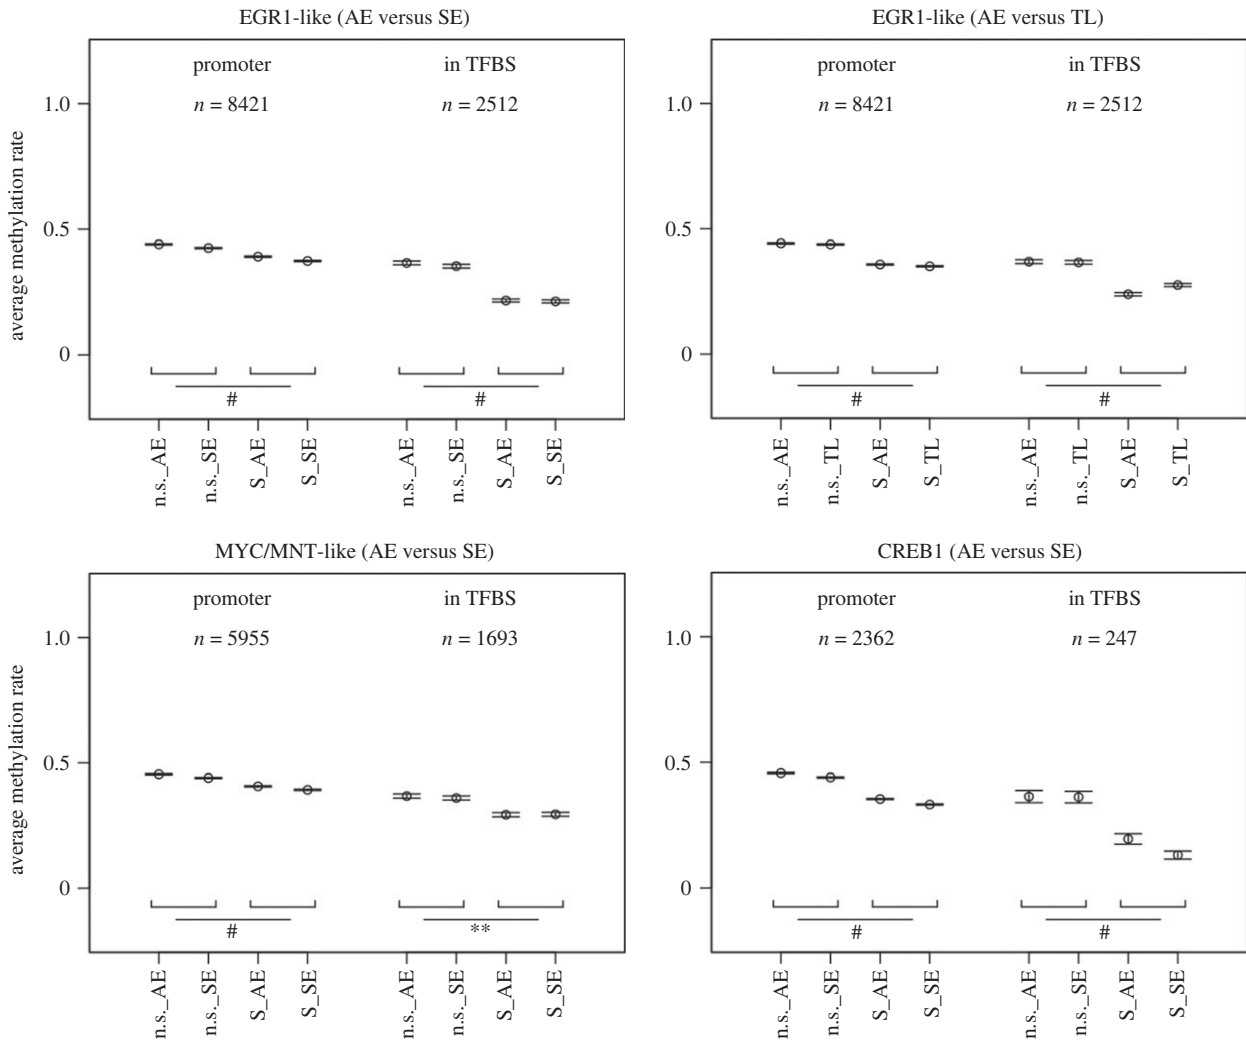 EGR1-like (AE versus SE)
promoter in TFBS
n = 8421 n = 2512
average methylation rate
1.0
0.5
0
# #
n.s._AE n.s._SE S_AE S_SE n.s._AE n.s._SE S_AE S_SE
EGR1-like (AE versus TL)
promoter in TFBS
n = 8421 n = 2512
1.0
0.5
0
# #
n.s._AE n.s._TL S_AE S_TL n.s._AE n.s._TL S_AE S_TL
MYC/MNT-like (AE versus SE)
promoter in TFBS
n = 5955 n = 1693
average methylation rate
1.0
0.5
0
# **
n.s._AE n.s._SE S_AE S_SE n.s._AE n.s._SE S_AE S_SE
CREB1 (AE versus SE)
promoter in TFBS
n = 2362 n = 247
1.0
0.5
0
# #
n.s._AE n.s._SE S_AE S_SE n.s._AE n.s._SE S_AE S_SE